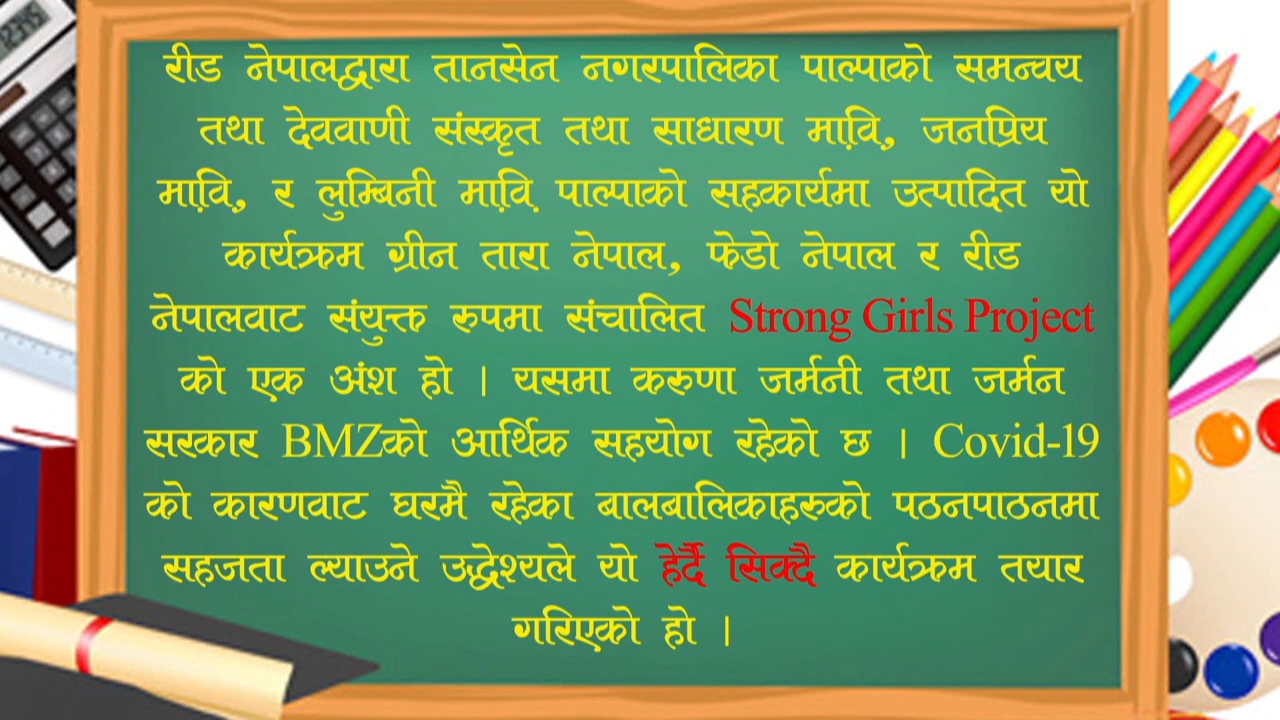 रीड नेपालद्वारा तानसेन नगरपालिका पाल्पाको समन्वय
तथा देववाणी संस्कृत तथा साधारण मा.वि., जनप्रिय
मा.वि., र लुम्बिनी मा.वि. पाल्पाको सहकार्यमा उत्पादित यो
कार्यक्रम ग्रीन तारा नेपाल, फेडो नेपाल र रीड
नेपालवाट संयुक्त रुपमा संचालित Strong Girls Project
को एक अंश हो । यसमा करुणा जर्मनी तथा जर्मन
सरकार BMZको आर्थिक सहयोग रहेको छ । Covid-19
को कारणवाट घरमै रहेका बालबालिकाहरुको पठनपाठनमा
सहजता ल्याउने उद्धेश्यले यो हेर्दै सिक्दै कार्यक्रम तयार
गरिएको हो ।